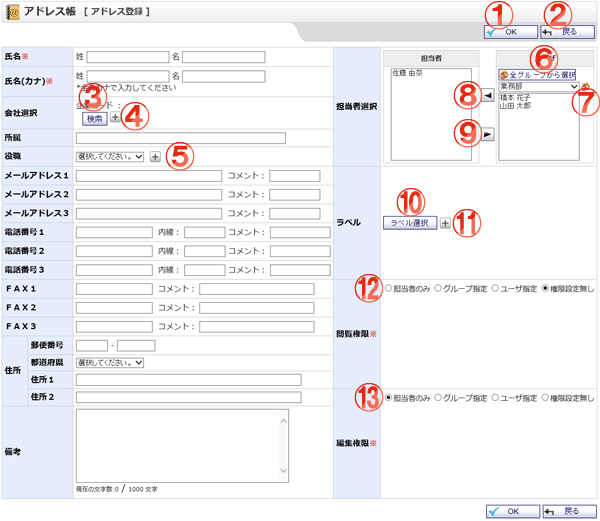 アドレス帳 [ アドレス登録 ]
① ②
OK 戻る
氏名※ 姓 名
氏名(カナ)※ 姓 名
で入力してください
会社選択 ード：
③ ④
検索 +
所属
役職 選択してください。 + ⑤
メールアドレス１ コメント：
メールアドレス２ コメント：
メールアドレス３ コメント：
電話番号１ 内線： コメント：
電話番号２ 内線： コメント：
電話番号３ 内線： コメント：
ＦＡＸ１ コメント：
ＦＡＸ２ コメント：
ＦＡＸ３ コメント：
住所 郵便番号 -
都道府県 選択してください。
住所１
住所２
備考
現在の文字数:0 / 1000 文字
担当者選択
担当者
佐藤 由奈
⑥
全グループから選択
業務部 ⑦
橋本 花子
山田 太郎
⑧
⑨
ラベル
⑩ ⑪
ラベル選択 +
閲覧権限※
⑫ 担当者のみ グループ指定 ユーザ指定 権限設定無し
編集権限※
⑬ 担当者のみ グループ指定 ユーザ指定 権限設定無し
OK 戻る